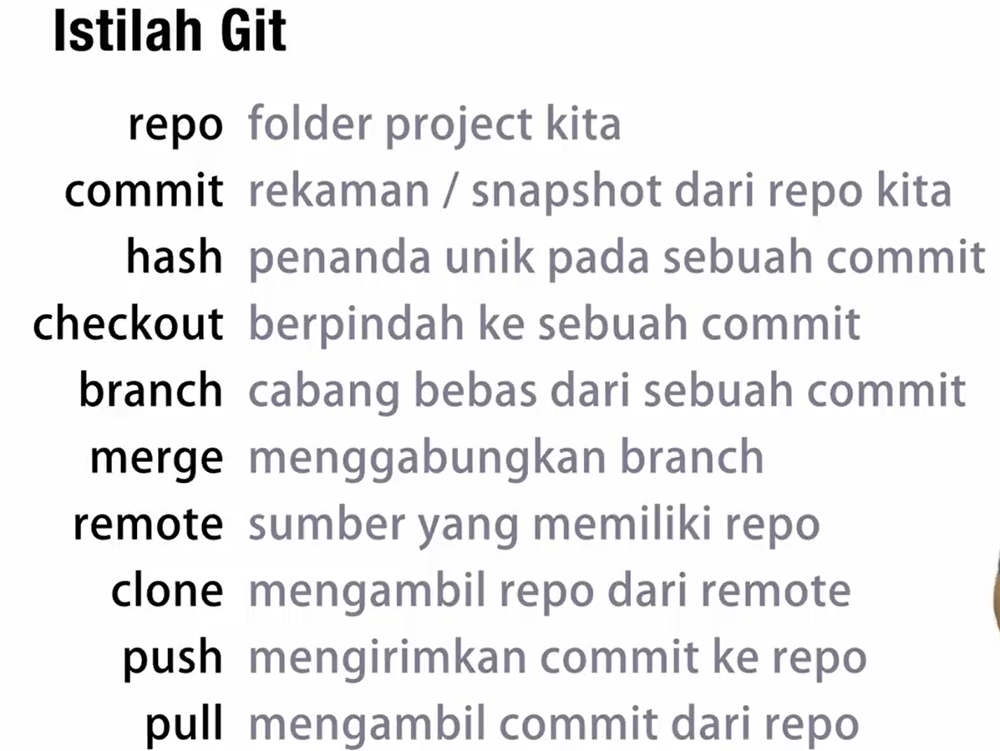 Istilah Git
repo folder project kita
commit rekaman / snapshot dari repo kita
hash penanda unik pada sebuah commit
checkout berpindah ke sebuah commit
branch cabang bebas dari sebuah commit
merge menggabungkan branch
remote sumber yang memiliki repo
clone mengambil repo dari remote
push mengirimkan commit ke repo
pull mengambil commit dari repo